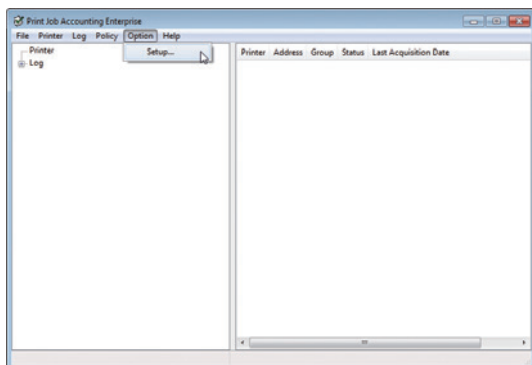 Print Job Accounting Enterprise
File Printer Log Policy Option Help
Setup...
Printer
Log
Printer Address Group Status Last Acquisition Date